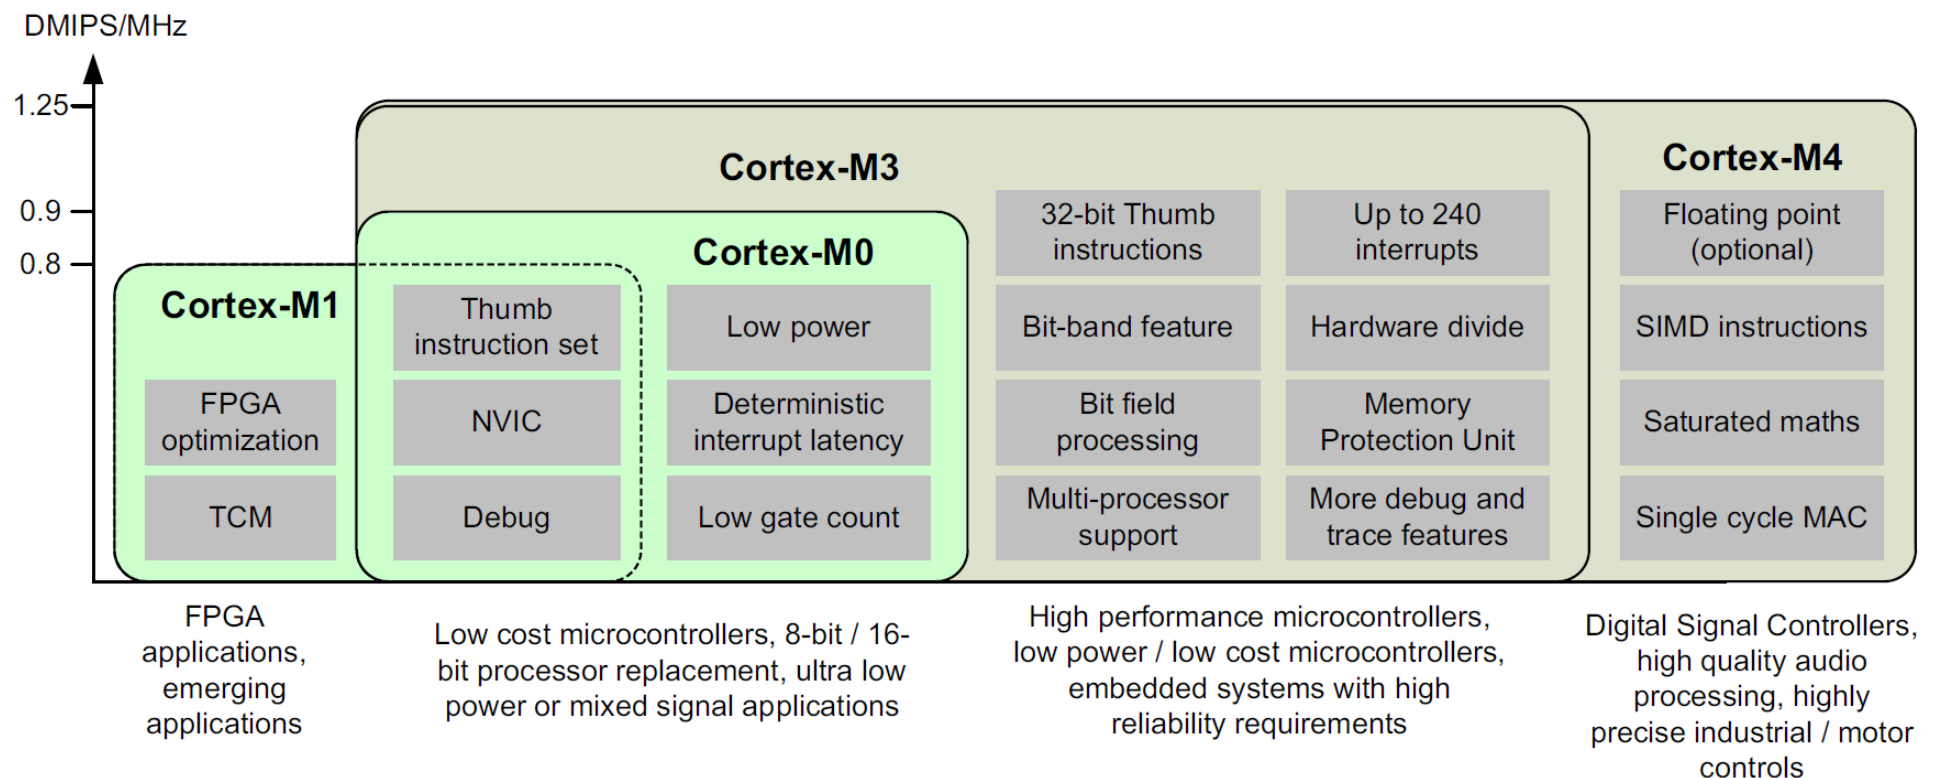 DMIPS/MHz
1.25
0.9
0.8
Cortex-M1
FPGA
optimization
TCM
Cortex-M0
Thumb
instruction set
NVIC
Debug
Low power
Deterministic
interrupt latency
Low gate count
Cortex-M3
32-bit Thumb
instructions
Bit-band feature
Bit field
processing
Multi-processor
support
Up to 240
interrupts
Hardware divide
Memory
Protection Unit
More debug and
trace features
Cortex-M4
Floating point
(optional)
SIMD instructions
Saturated maths
Single cycle MAC
FPGA
applications,
emerging
applications
Low cost microcontrollers, 8-bit / 16-
bit processor replacement, ultra low
power or mixed signal applications
High performance microcontrollers,
low power / low cost microcontrollers,
embedded systems with high
reliability requirements
Digital Signal Controllers,
high quality audio
processing, highly
precise industrial / motor
controls